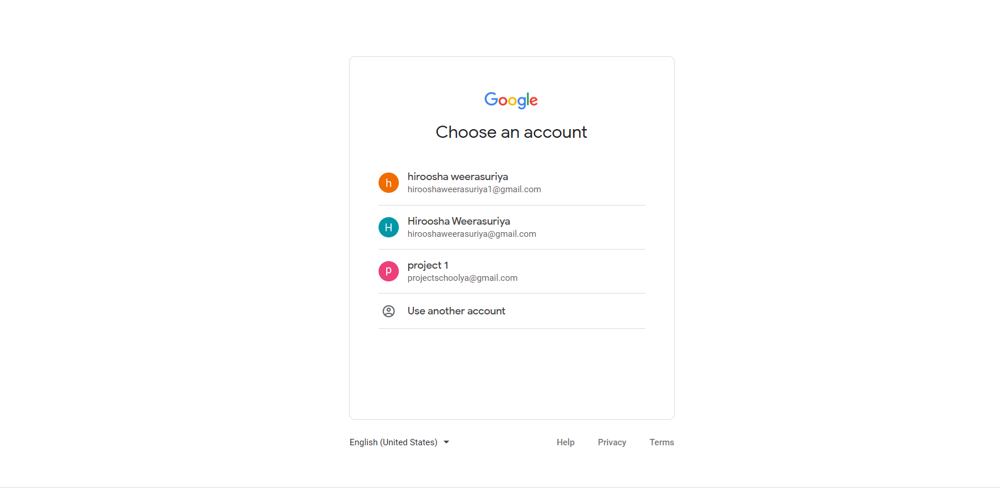 Google
Choose an account
h
hiroosha weerasuriya
hirooshaweerasuriya1@gmail.com
H
Hiroosha Weerasuriya
hirooshaweerasuriya@gmail.com
p
project 1
projectschoolya@gmail.com
Use another account
English (United States)
Help Privacy Terms